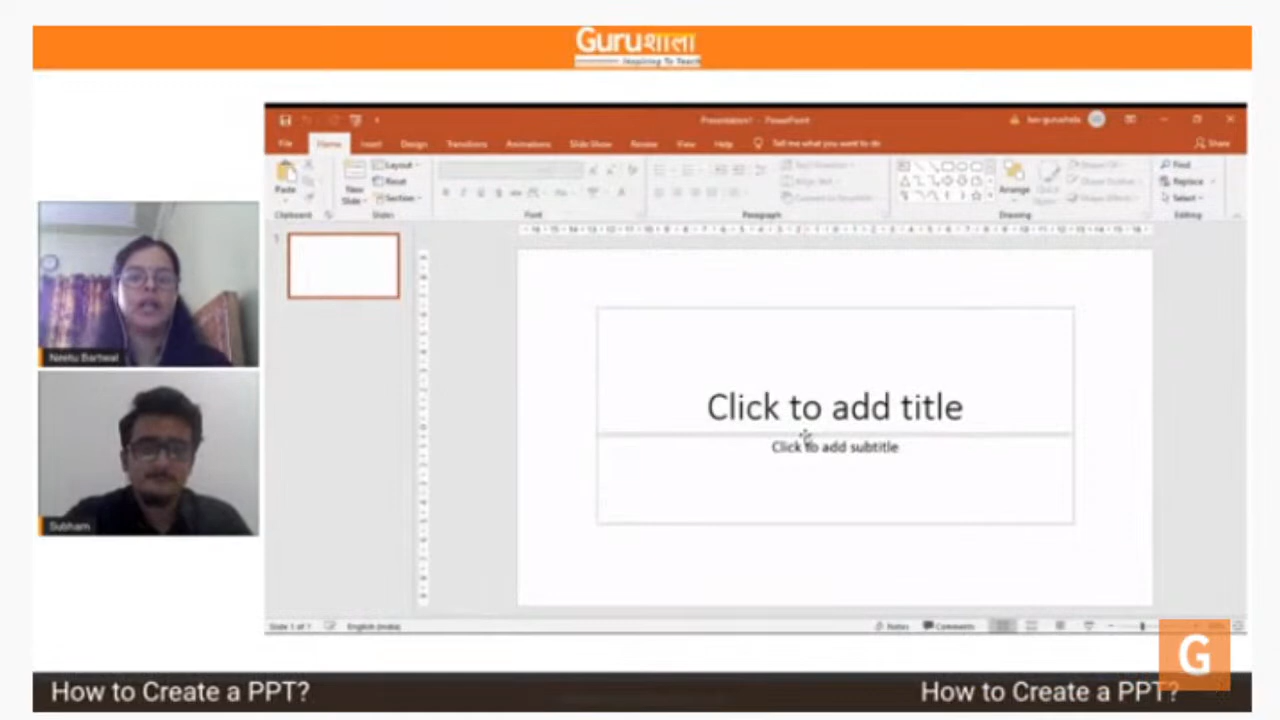 Guruशाला
Inspiring To Teach
Presentation1 - PowerPoint
File Home Insert Design Transitions Animations Slide Show Review View Help Tell me what you want to do Share
Paste
New
Slide
Layout
Reset
Section
Arrange
Find
Replace
Select
Clipboard Slides Font Paragraph Drawing Editing
1
Neetu Bartwal
Subham
Click to add title
Click to add subtitle
Slide 1 of 1 English (India) Notes Comments
G
How to Create a PPT? How to Create a PPT?